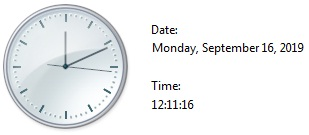 Date:
Monday, September 16, 2019
Time:
12:11:16